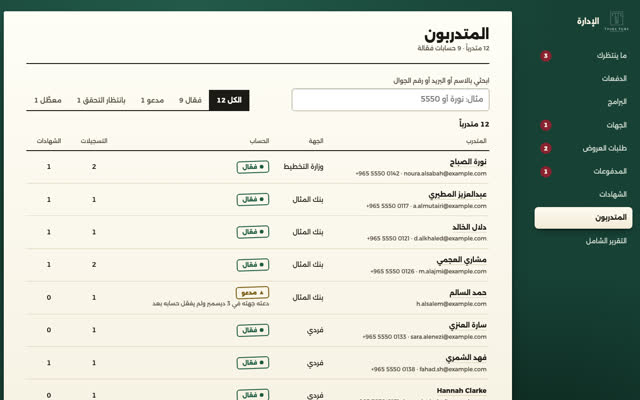 الإدارة
ما ينتظرك 3
الدفعات
البرامج
الجهات 1
طلبات العروض 2
المدفوعات 1
الشهادات
المتدربون
التقرير الشامل
المتدربون
12 متدرباً · 9 حسابات فعّالة
ابحثي بالاسم أو البريد أو رقم الجوال
مثال: نورة أو 5550
الكل 12 فعّال 9 مدعو 1 بانتظار التحقق 1 معطّل 1
12 متدرباً
المتدرب الجهة الحساب التسجيلات الشهادات
نورة الصباح وزارة التخطيط فعّال 2 1
+965 5550 0142 · noura.alsabah@example.com
عبدالعزيز المطيري بنك المثال فعّال 1 1
+965 5550 0117 · a.almutairi@example.com
دلال الخالد بنك المثال فعّال 1 1
+965 5550 0121 · d.alkhaled@example.com
مشاري العجمي بنك المثال فعّال 2 1
+965 5550 0126 · m.alajmi@example.com
حمد السالم بنك المثال مدعو 1 0
h.alsalem@example.com دعته جهته في 3 ديسمبر ولم يفعّل حسابه بعد
سارة العنزي فردي فعّال 1 0
+965 5550 0133 · sara.alenezi@example.com
فهد الشمري فردي فعّال 1 1
+965 5550 0138 · fahad.sh@example.com
Hannah Clarke فردي فعّال 1 0